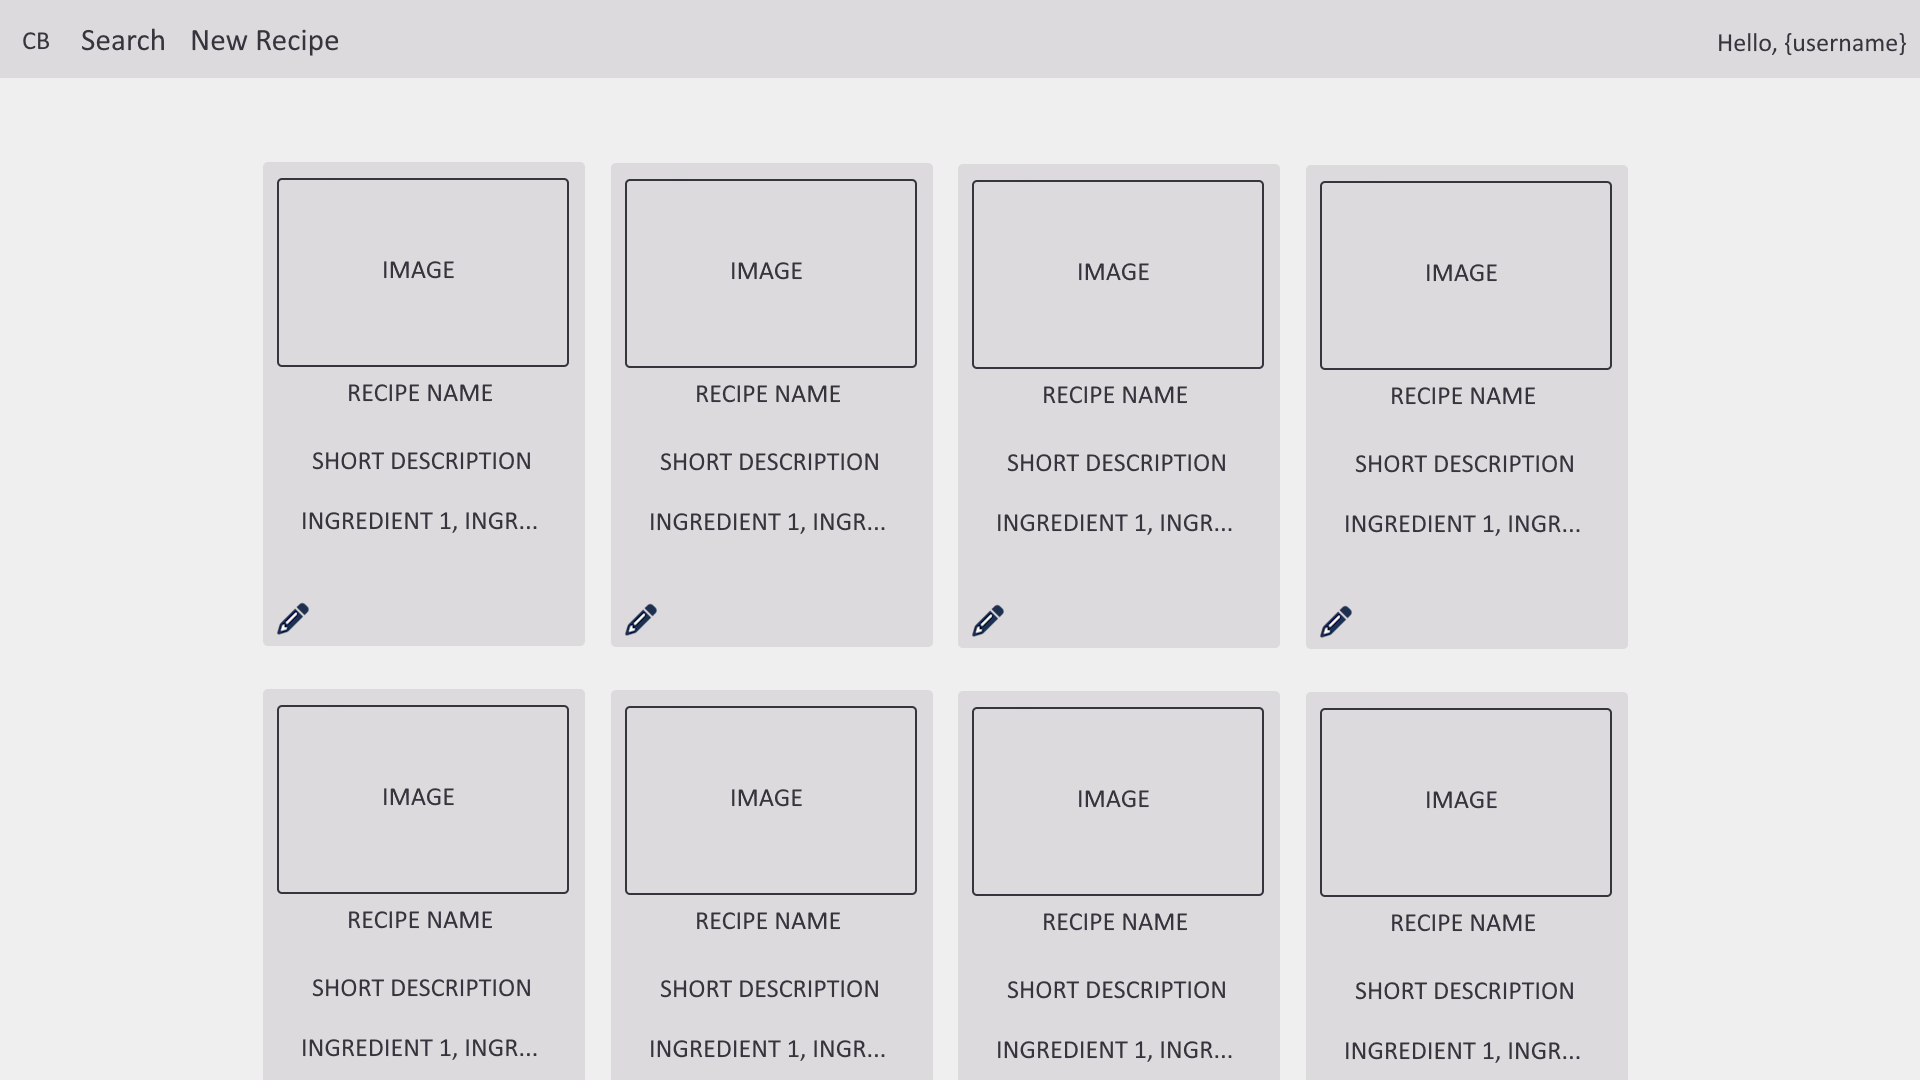 CB Search New Recipe Hello, {username}
IMAGE IMAGE IMAGE IMAGE
RECIPE NAME RECIPE NAME RECIPE NAME RECIPE NAME
SHORT DESCRIPTION SHORT DESCRIPTION SHORT DESCRIPTION SHORT DESCRIPTION
INGREDIENT 1, INGR... INGREDIENT 1, INGR... INGREDIENT 1, INGR... INGREDIENT 1, INGR...
IMAGE IMAGE IMAGE IMAGE
RECIPE NAME RECIPE NAME RECIPE NAME RECIPE NAME
SHORT DESCRIPTION SHORT DESCRIPTION SHORT DESCRIPTION SHORT DESCRIPTION
INGREDIENT 1, INGR... INGREDIENT 1, INGR... INGREDIENT 1, INGR... INGREDIENT 1, INGR...